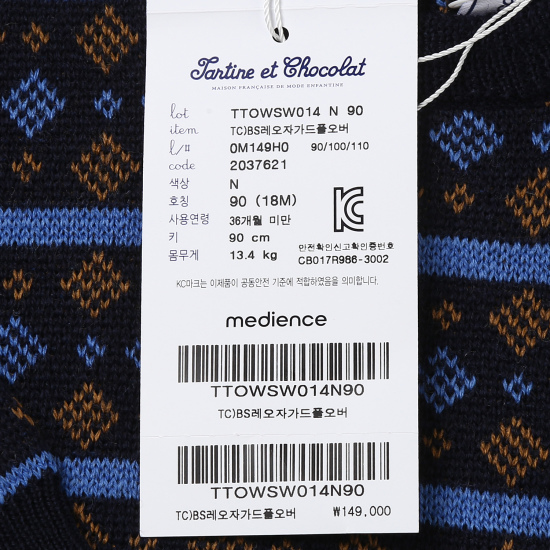 Tartine et Chocolat
MAISON FRANÇAISE DE MODE ENFANTINE
lot TTOWSW014 N 90
item TC)BS레오자가드풀오버
l/# 0M149H0 90/100/110
code 2037621
색상 N
호칭 90 (18M)
사용연령 36개월 미만
키 90 cm
몸무게 13.4 kg
안전확인신고확인증번호
CB017R986-3002
KC마크는 이제품이 공통안전 기준에 적합하였음을 의미합니다.
medience
TTOWSW014N90
TC)BS레오자가드풀오버
TTOWSW014N90
TC)BS레오자가드풀오버 ₩149,000